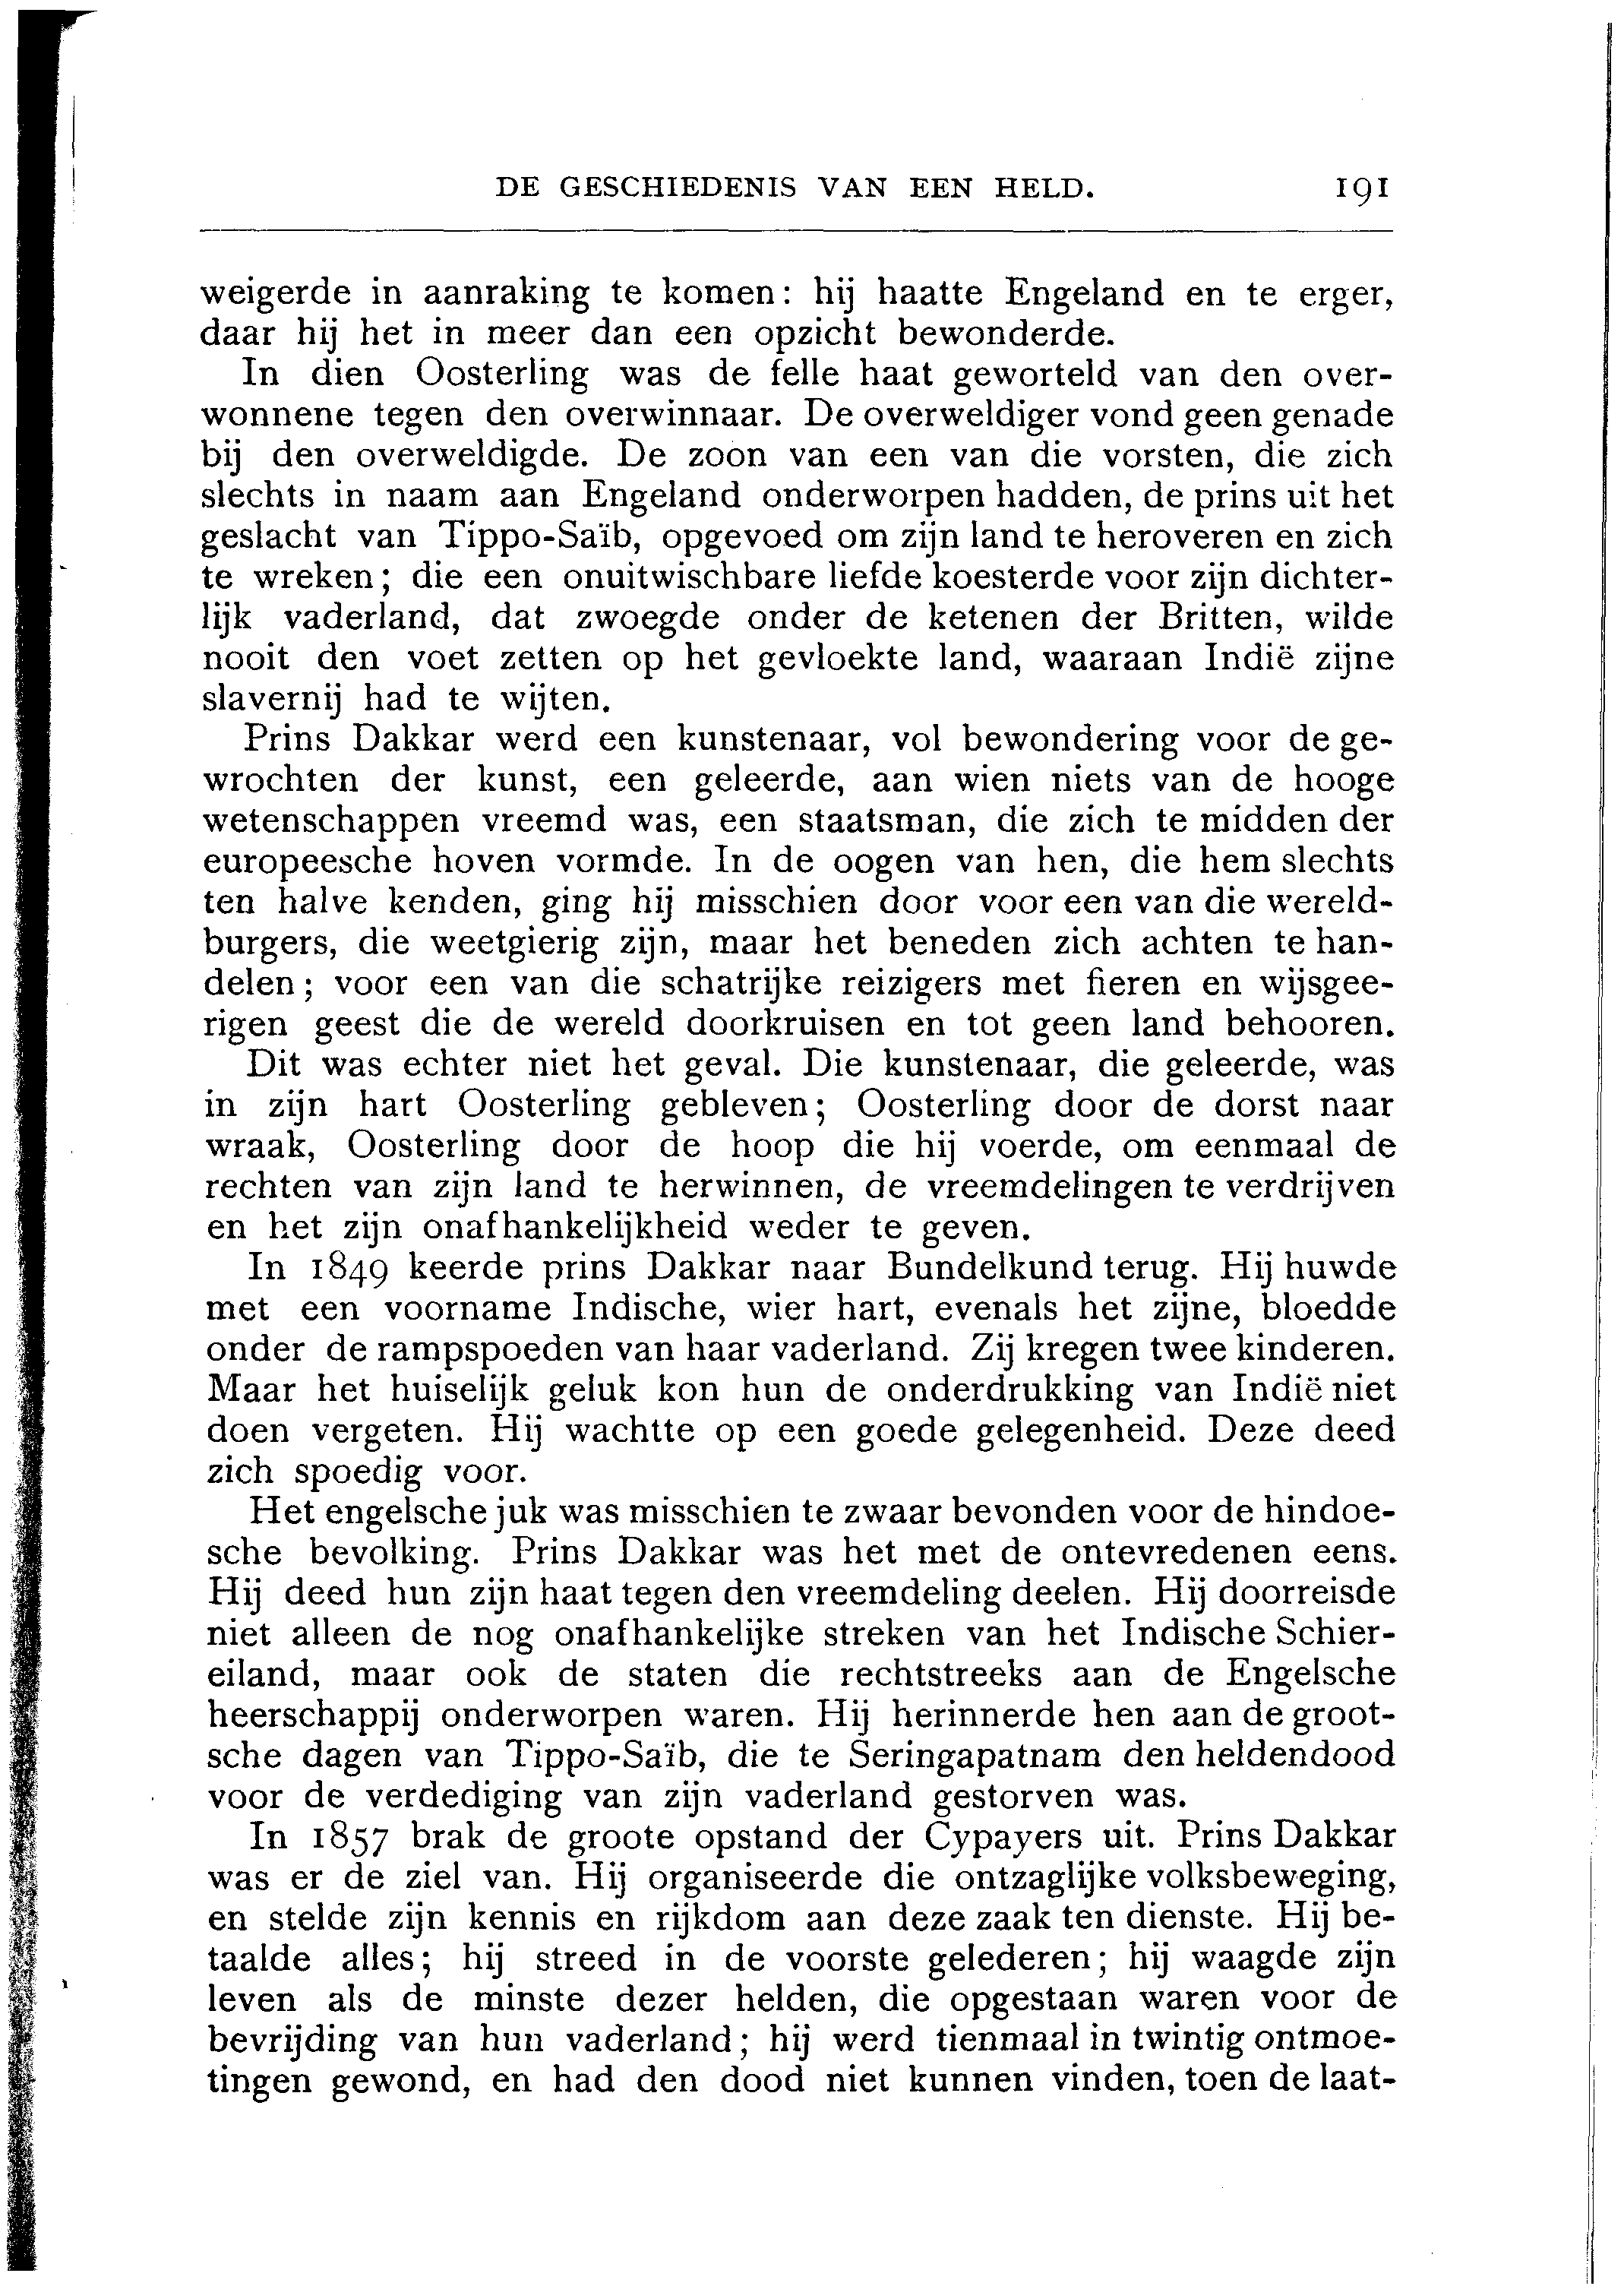 DE GESCHIEDENIS VAN EEN HELD. 191
weigerde in aanraking te komen: hij haatte Engeland en te erger,
daar hij het in meer dan een opzicht bewonderde.
In dien Oosterling was de felle haat geworteld van den over-
wonnene tegen den overwinnaar. De overweldiger vond geen genade
bij den overweldigde. De zoon van een van die vorsten, die zich
slechts in naam aan Engeland onderworpen hadden, de prins uit het
geslacht van Tippo-Saïb, opgevoed om zijn land te heroveren en zich
te wreken; die een onuitwischbare liefde koesterde voor zijn dichter-
lijk vaderland, dat zwoegde onder de ketenen der Britten, wilde
nooit den voet zetten op het gevloekte land, waaraan Indië zijne
slavernij had te wijten.
Prins Dakkar werd een kunstenaar, vol bewondering voor de ge-
wrochten der kunst, een geleerde, aan wien niets van de hooge
wetenschappen vreemd was, een staatsman, die zich te midden der
europeesche hoven vormde. In de oogen van hen, die hem slechts
ten halve kenden, ging hij misschien door voor een van die wereld-
burgers, die weetgierig zijn, maar het beneden zich achten te han-
delen; voor een van die schatrijke reizigers met fieren en wijsgee-
rigen geest die de wereld doorkruisen en tot geen land behooren.
Dit was echter niet het geval. Die kunstenaar, die geleerde, was
in zijn hart Oosterling gebleven; Oosterling door de dorst naar
wraak, Oosterling door de hoop die hij voerde, om eenmaal de
rechten van zijn land te herwinnen, de vreemdelingen te verdrijven
en het zijn onafhankelijkheid weder te geven.
In 1849 keerde prins Dakkar naar Bundelkund terug. Hij huwde
met een voorname Indische, wier hart, evenals het zijne, bloedde
onder de rampspoeden van haar vaderland. Zij kregen twee kinderen.
Maar het huiselijk geluk kon hun de onderdrukking van Indië niet
doen vergeten. Hij wachtte op een goede gelegenheid. Deze deed
zich spoedig voor.
Het engelsche juk was misschien te zwaar bevonden voor de hindoe-
sche bevolking. Prins Dakkar was het met de ontevredenen eens.
Hij deed hun zijn haat tegen den vreemdeling deelen. Hij doorreisde
niet alleen de nog onafhankelijke streken van het Indische Schier-
eiland, maar ook de staten die rechtstreeks aan de Engelsche
heerschappij onderworpen waren. Hij herinnerde hen aan de groot-
sche dagen van Tippo-Saïb, die te Seringapatnam den heldendood
voor de verdediging van zijn vaderland gestorven was.
In 1857 brak de groote opstand der Cypayers uit. Prins Dakkar
was er de ziel van. Hij organiseerde die ontzaglijke volksbeweging,
en stelde zijn kennis en rijkdom aan deze zaak ten dienste. Hij be-
taalde alles; hij streed in de voorste gelederen; hij waagde zijn
leven als de minste dezer helden, die opgestaan waren voor de
bevrijding van hun vaderland; hij werd tienmaal in twintig ontmoe-
tingen gewond, en had den dood niet kunnen vinden, toen de laat-